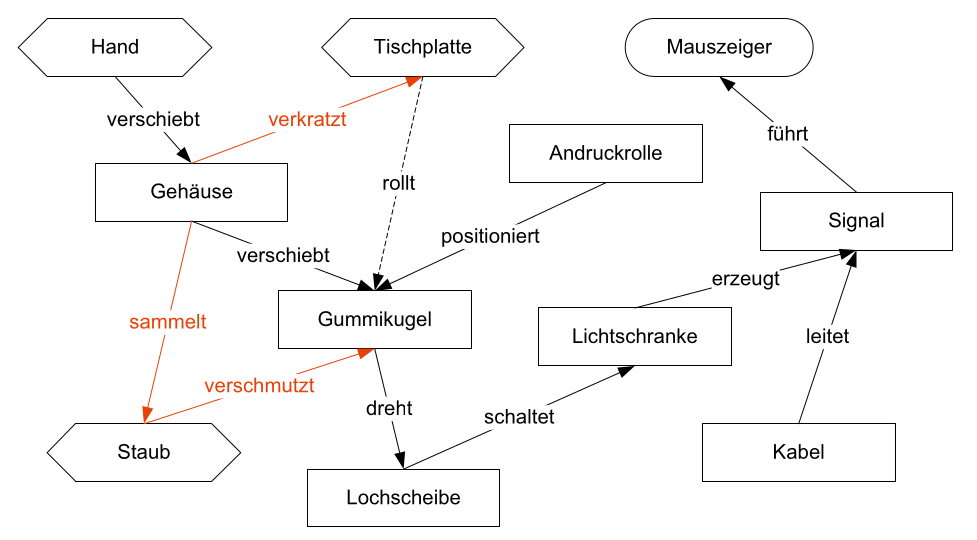 Hand
Tischplatte
Mauszeiger
verschiebt
verkratzt
führt
Andruckrolle
Gehäuse
rollt
Signal
positioniert
verschiebt
erzeugt
sammelt
Gummikugel
Lichtschranke
leitet
verschmutzt
dreht
schaltet
Staub
Kabel
Lochscheibe